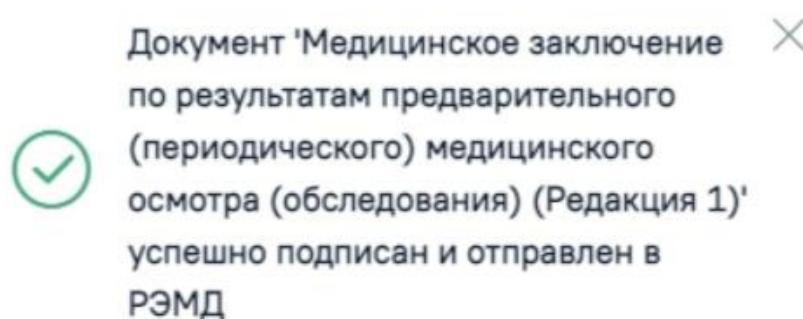 Документ 'Медицинское заключение
по результатам предварительного
(периодического) медицинского
осмотра (обследования) (Редакция 1)'
успешно подписан и отправлен в
РЭМД